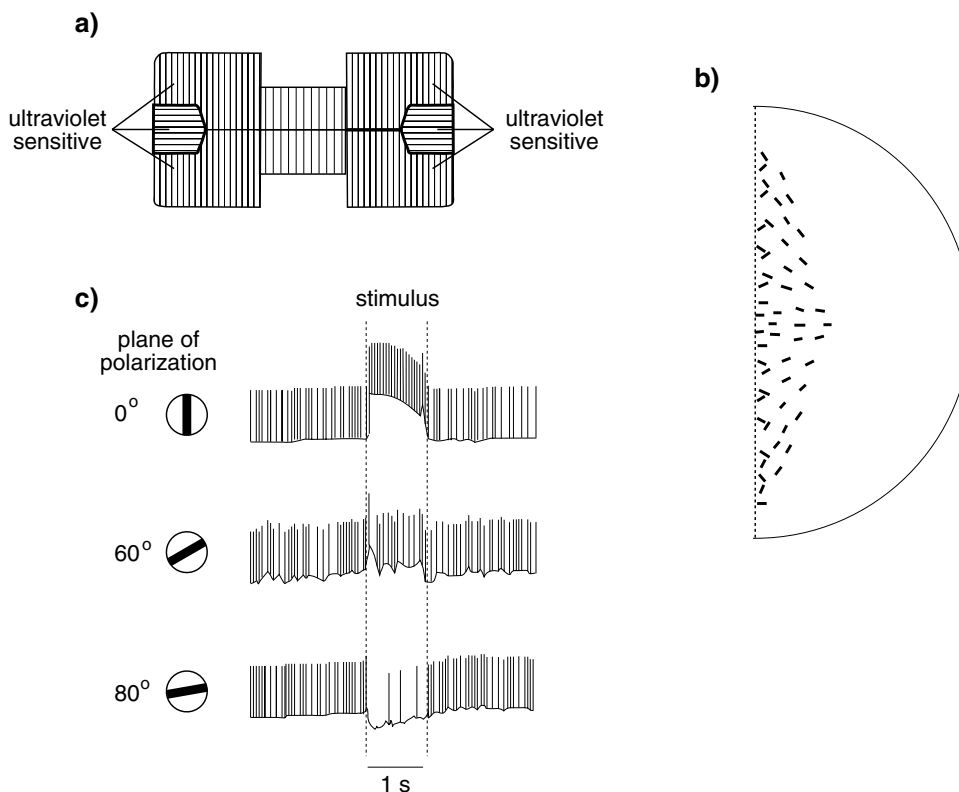 a)
ultraviolet
sensitive
ultraviolet
sensitive
b)
c)
stimulus
plane of
polarization
0°
60°
80°
1 s